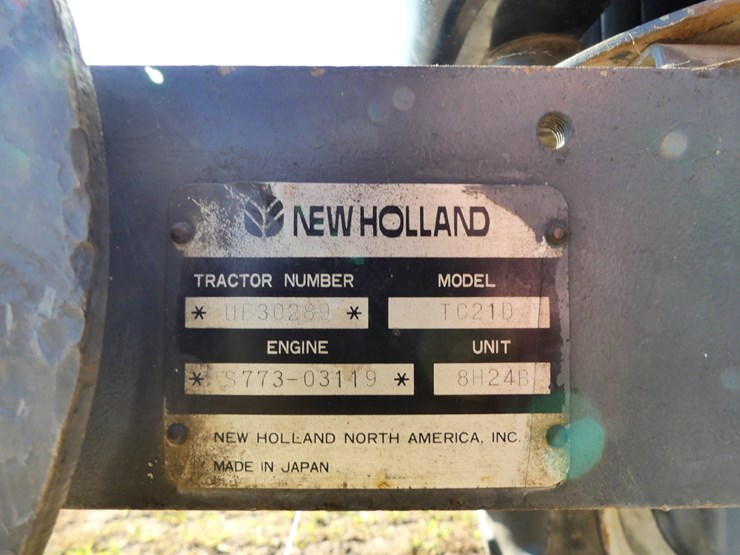 NEW HOLLAND
TRACTOR NUMBER MODEL
* * TC21D
ENGINE UNIT
* S773-03119 * 8H24B
NEW HOLLAND NORTH AMERICA, INC.
MADE IN JAPAN